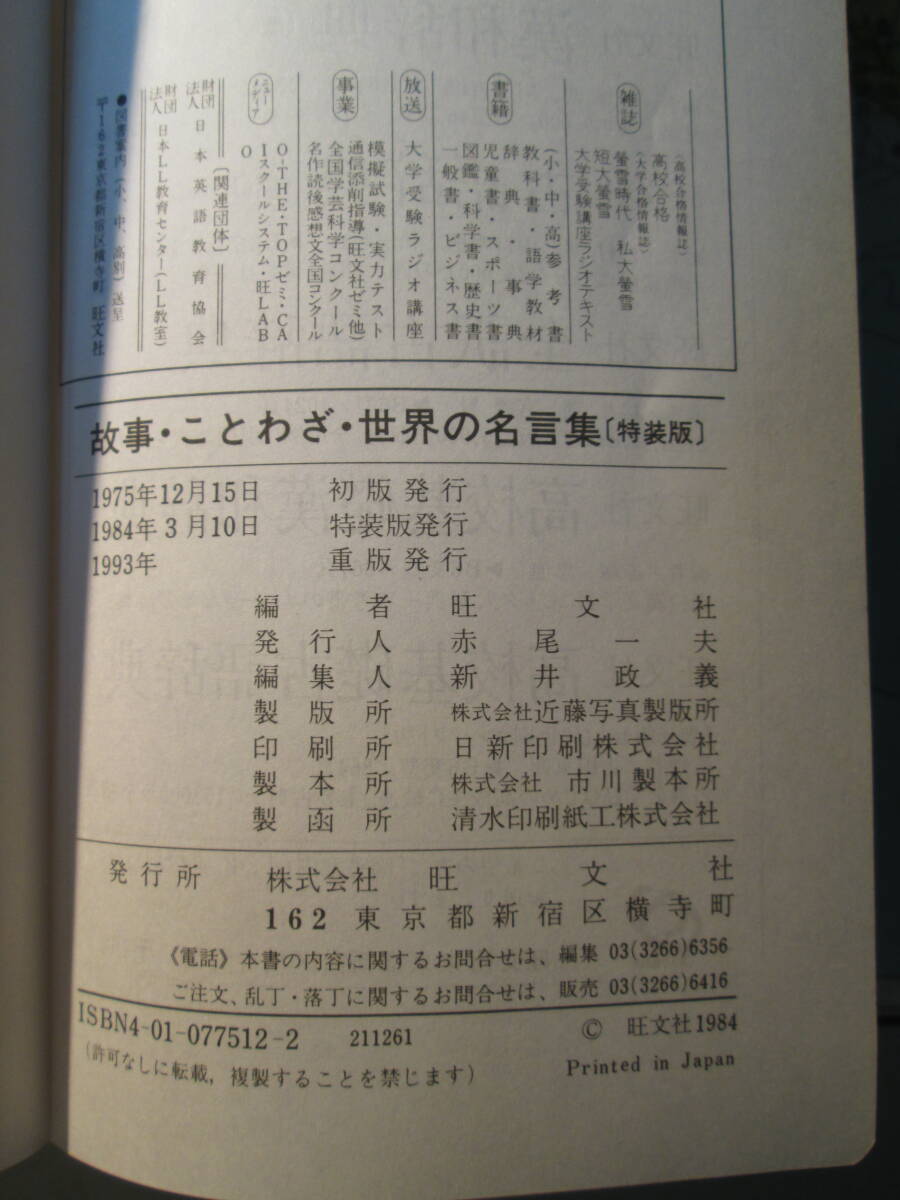 雑誌
〈高校合格情報誌〉
高校合格
〈大学合格情報誌〉
螢雪時代 私大螢雪
短大螢雪
大学受験講座ラジオテキスト
書籍
(小・中・高)参考書
教科書・語学教材
辞典・事典
児童書・スポーツ書
図鑑・科学書・歴史書
一般書・ビジネス書
放送
大学受験ラジオ講座
事業
模擬試験・実力テスト
通信添削指導(旺文社ゼミ他)
全国学芸科学コンクール
名作読後感想文全国コンクール
ニューメディア
O-THE・TOPゼミ・CA
Iスクールシステム・旺LAB
O
〔関連団体〕
財団法人 日本英語教育協会
財団法人 日本LL教育センター(LL教室)
●図書案内(小、中、高別)送呈
〒162東京都新宿区横寺町 旺文社
故事・ことわざ・世界の名言集〔特装版〕
1975年12月15日 初版発行
1984年3月10日 特装版発行
1993年 重版発行
編者 旺文社
発行人 赤尾一夫
編集人 新井政義
製版所 株式会社近藤写真製版所
印刷所 日新印刷株式会社
製本所 株式会社 市川製本所
製函所 清水印刷紙工株式会社
発行所 株式会社 旺文社
162 東京都新宿区横寺町
《電話》本書の内容に関するお問合せは、編集 03(3266)6356
ご注文、乱丁・落丁に関するお問合せは、販売 03(3266)6416
ISBN4-01-077512-2 211261 © 旺文社1984
(許可なしに転載，複製することを禁じます) Printed in Japan